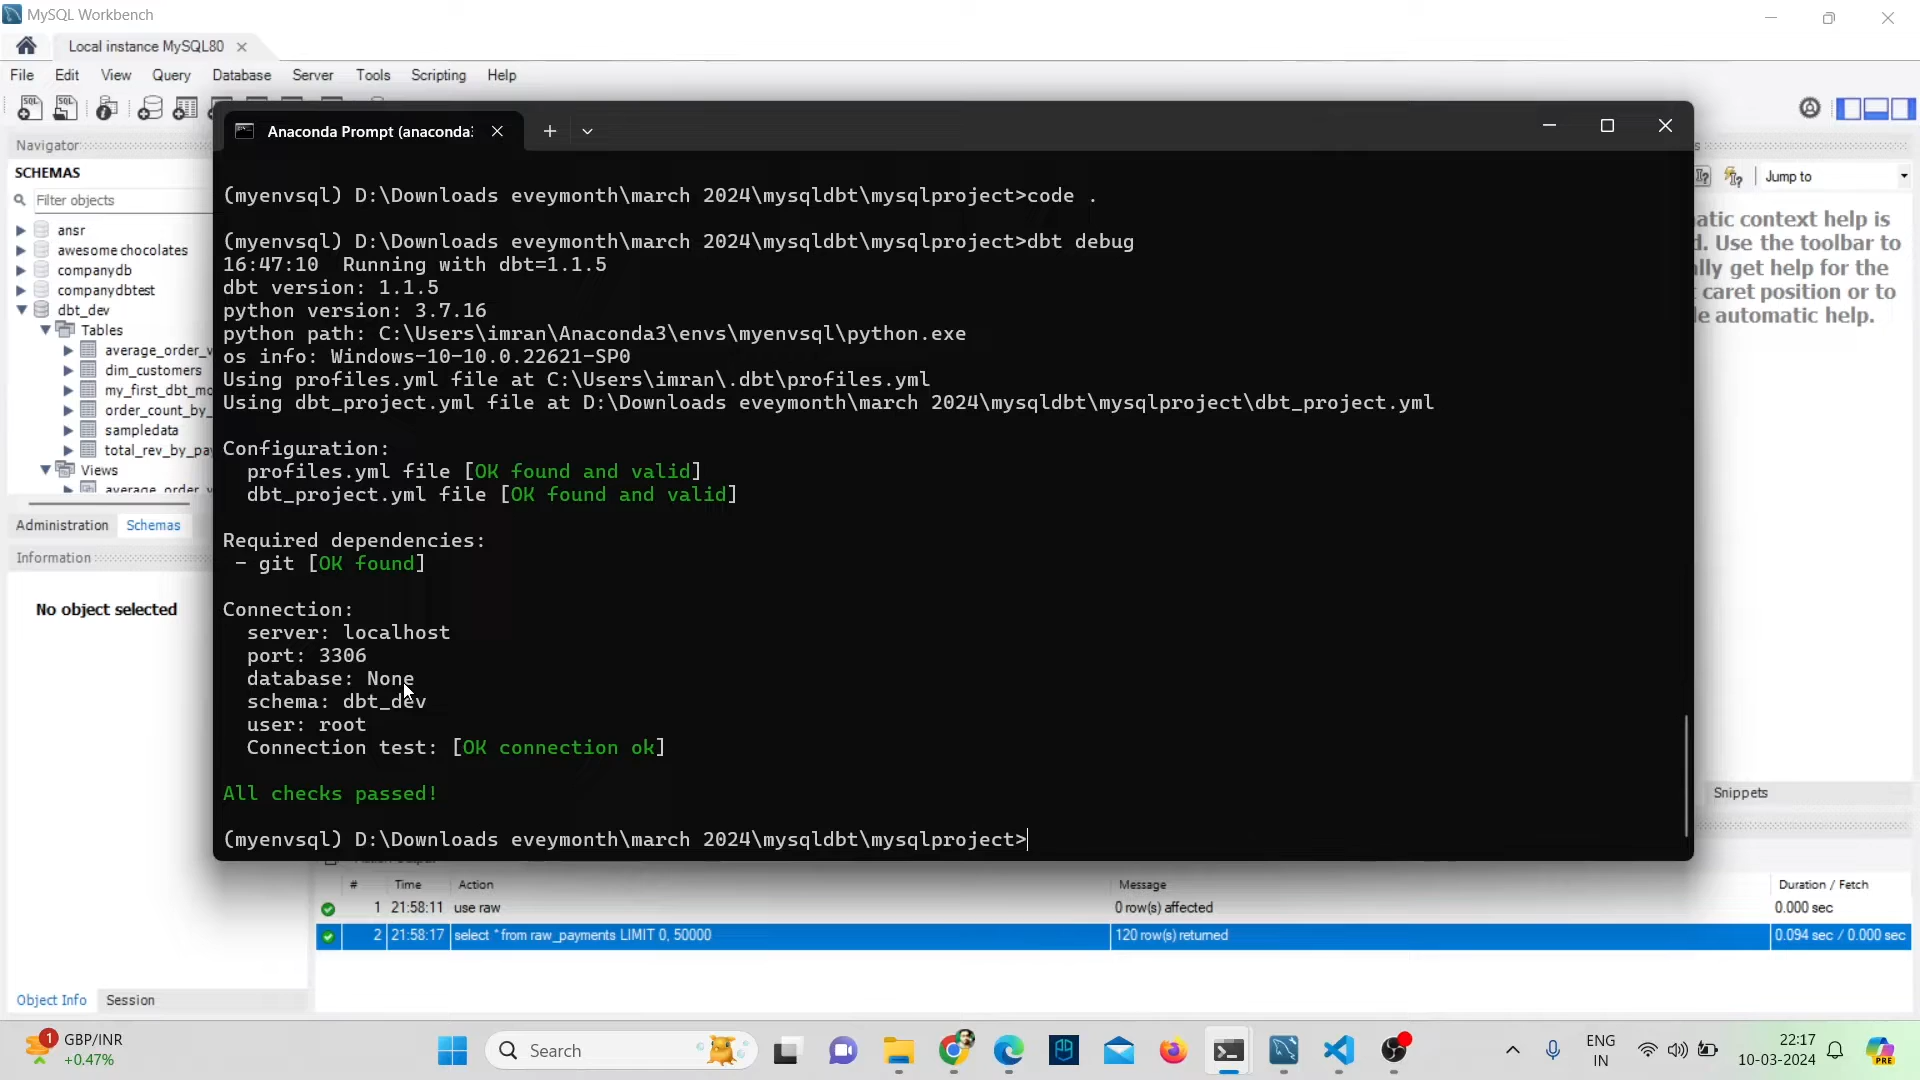 MySQL Workbench
Local instance MySQL80
File Edit View Query Database Server Tools Scripting Help
Navigator
SCHEMAS
Filter objects
ansr
awesome chocolates
companydb
companydbtest
dbt_dev
Tables
average_order_v
dim_customers
my_first_dbt_mo
order_count_by_
sampledata
total_rev_by_pay
Views
average_order_v
Administration Schemas
Information
No object selected
Object Info Session
Anaconda Prompt (anaconda
(myenvsql) D:\Downloads eveymonth\march 2024\mysqldbt\mysqlproject>code .
(myenvsql) D:\Downloads eveymonth\march 2024\mysqldbt\mysqlproject>dbt debug
16:47:10  Running with dbt=1.1.5
dbt version: 1.1.5
python version: 3.7.16
python path: C:\Users\imran\Anaconda3\envs\myenvsql\python.exe
os info: Windows-10-10.0.22621-SP0
Using profiles.yml file at C:\Users\imran\.dbt\profiles.yml
Using dbt_project.yml file at D:\Downloads eveymonth\march 2024\mysqldbt\mysqlproject\dbt_project.yml
Configuration:
profiles.yml file [OK found and valid]
dbt_project.yml file [OK found and valid]
Required dependencies:
- git [OK found]
Connection:
server: localhost
port: 3306
database: None
schema: dbt_dev
user: root
Connection test: [OK connection ok]
All checks passed!
(myenvsql) D:\Downloads eveymonth\march 2024\mysqldbt\mysqlproject>
Jump to
atic context help is
d. Use the toolbar to
lly get help for the
caret position or to
le automatic help.
Snippets
# Time Action Message Duration / Fetch
1 21:58:11 use raw 0 row(s) affected 0.000 sec
2 21:58:17 select * from raw_payments LIMIT 0, 50000 120 row(s) returned 0.094 sec / 0.000 sec
1
GBP/INR
+0.47%
Search
ENG
IN
22:17
10-03-2024
PRE